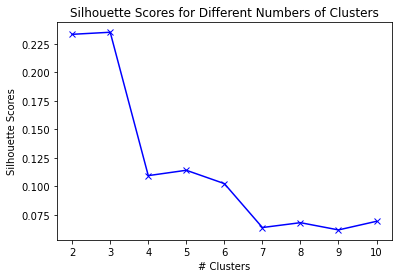 Silhouette Scores for Different Numbers of Clusters
0.225
0.200
0.175
0.150
0.125
0.100
0.075
Silhouette Scores
2 3 4 5 6 7 8 9 10
# Clusters